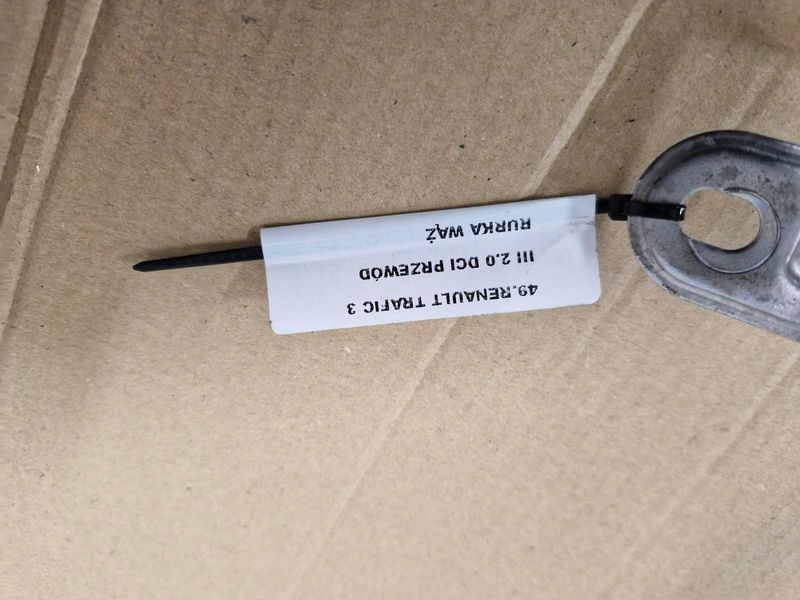 49.RENAULT TRAFIC 3
III 2.0 DCI PRZEWÓD
RURKA WĄŻ